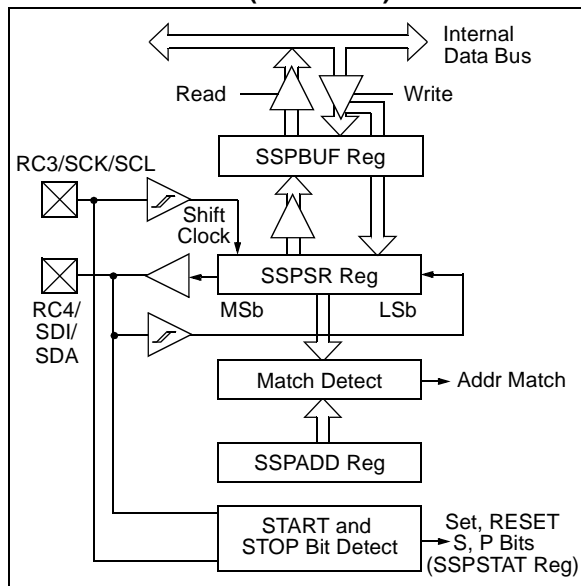 Internal
Data Bus
Read
Write
SSPBUF Reg
RC3/SCK/SCL
Shift
Clock
SSPSR Reg
MSb
LSb
RC4/
SDI/
SDA
Match Detect
Addr Match
SSPADD Reg
START and
STOP Bit Detect
Set, RESET
S, P Bits
(SSPSTAT Reg)